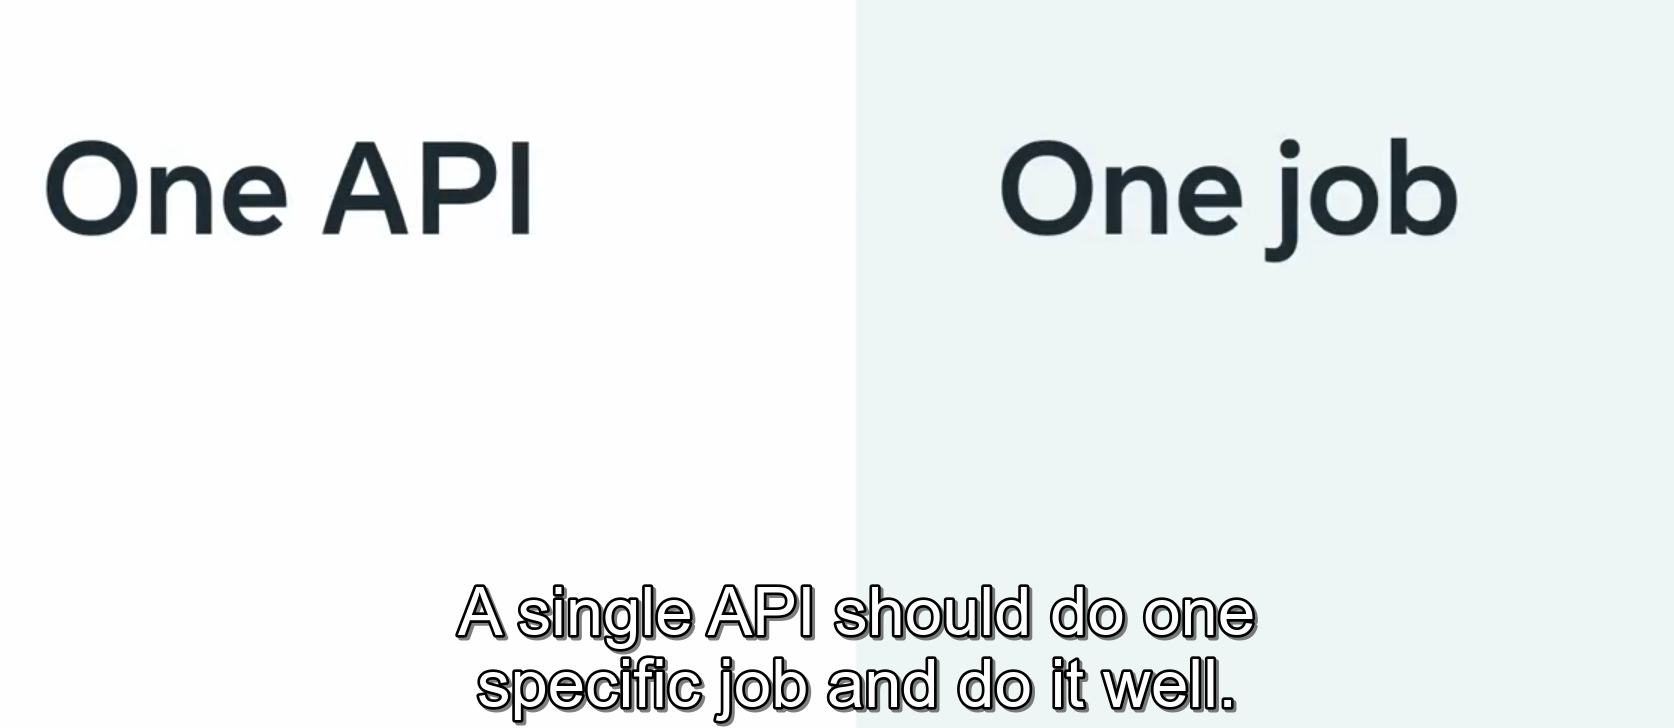 One API
One job
A single API should do one
specific job and do it well.